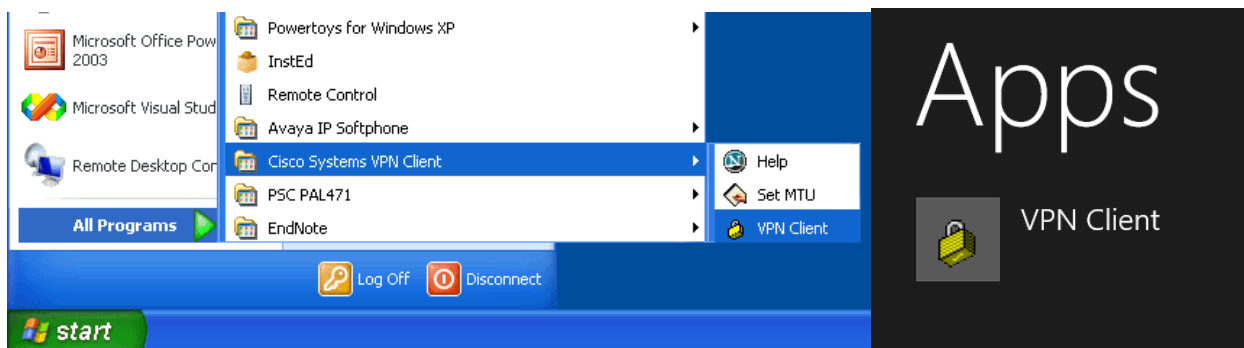 Microsoft Office Pow
2003
Microsoft Visual Stud
Remote Desktop Cor
All Programs
Powertoys for Windows XP
InstEd
Remote Control
Avaya IP Softphone
Cisco Systems VPN Client
PSC PAL471
EndNote
Help
Set MTU
VPN Client
Log Off
Disconnect
start
Apps
VPN Client